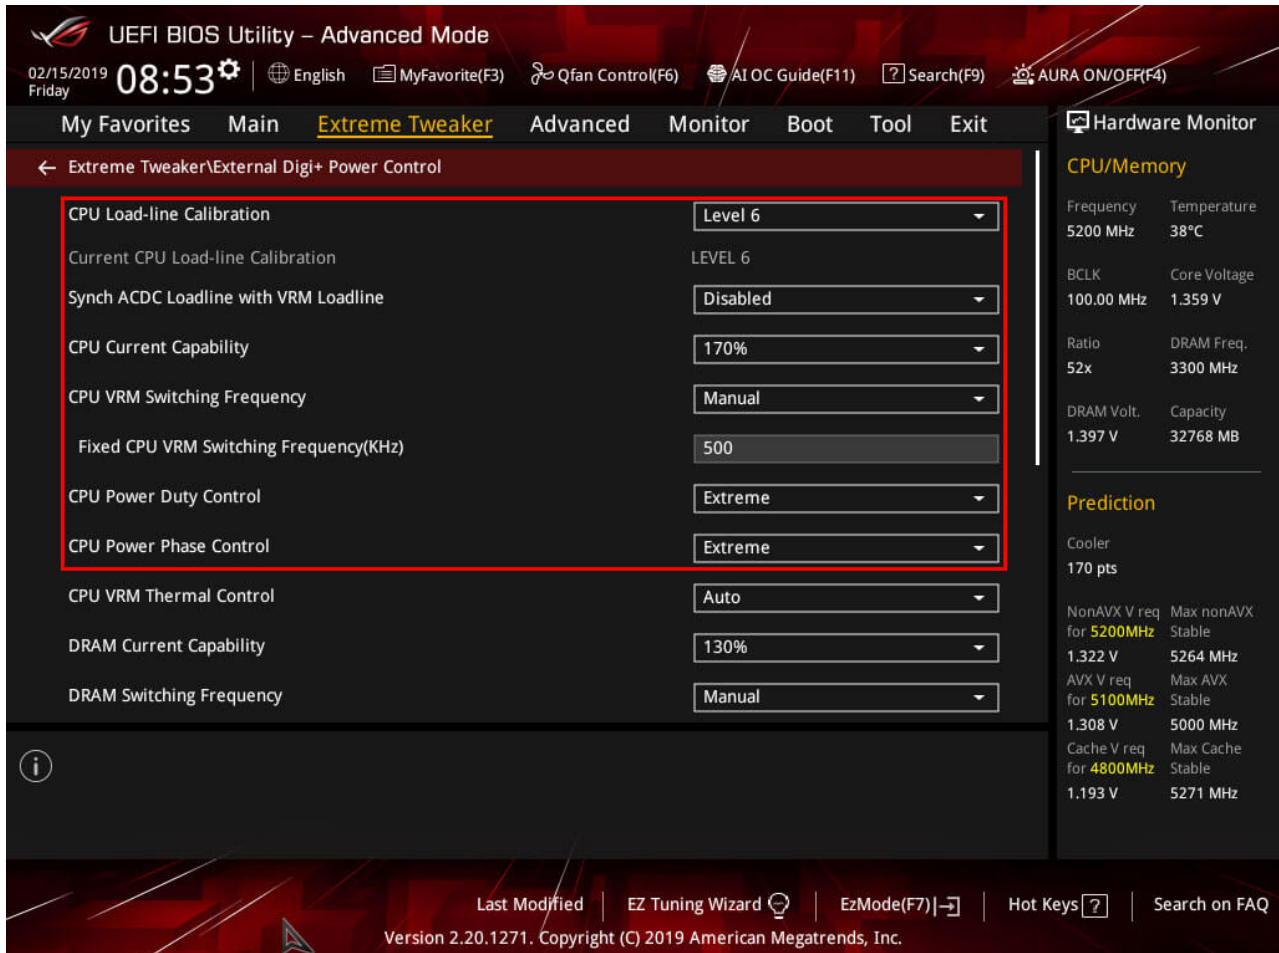 UEFI BIOS Utility – Advanced Mode
02/15/2019
Friday
08:53
English
MyFavorite(F3)
Qfan Control(F6)
AI OC Guide(F11)
? Search(F9)
AURA ON/OFF(F4)
My Favorites Main Extreme Tweaker Advanced Monitor Boot Tool Exit
Hardware Monitor
← Extreme Tweaker\External Digi+ Power Control
CPU Load-line Calibration Level 6
Current CPU Load-line Calibration LEVEL 6
Synch ACDC Loadline with VRM Loadline Disabled
CPU Current Capability 170%
CPU VRM Switching Frequency Manual
Fixed CPU VRM Switching Frequency(KHz) 500
CPU Power Duty Control Extreme
CPU Power Phase Control Extreme
CPU VRM Thermal Control Auto
DRAM Current Capability 130%
DRAM Switching Frequency Manual
CPU/Memory
Frequency Temperature
5200 MHz 38°C
BCLK Core Voltage
100.00 MHz 1.359 V
Ratio DRAM Freq.
52x 3300 MHz
DRAM Volt. Capacity
1.397 V 32768 MB
Prediction
Cooler
170 pts
NonAVX V req Max nonAVX
for 5200MHz Stable
1.322 V 5264 MHz
AVX V req Max AVX
for 5100MHz Stable
1.308 V 5000 MHz
Cache V req Max Cache
for 4800MHz Stable
1.193 V 5271 MHz
i
Last Modified EZ Tuning Wizard EzMode(F7) Hot Keys ? Search on FAQ
Version 2.20.1271. Copyright (C) 2019 American Megatrends, Inc.